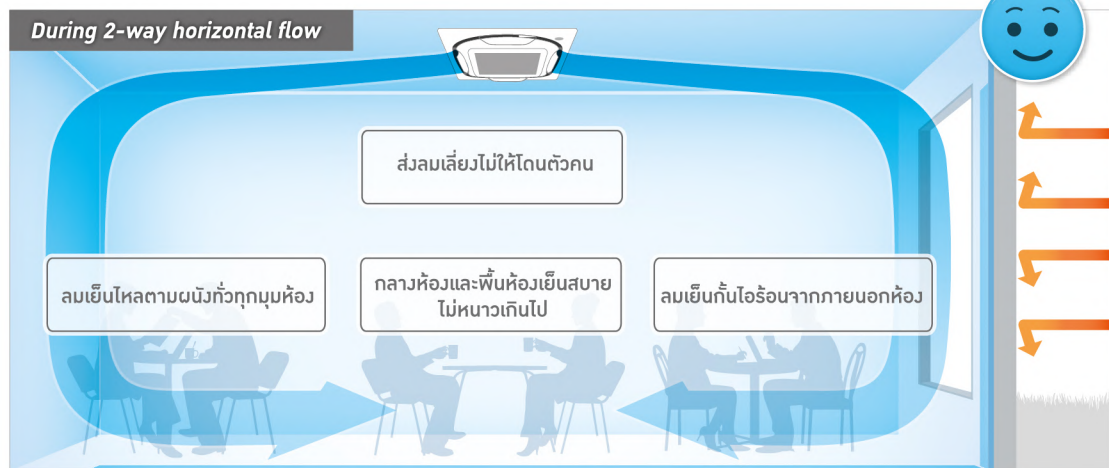 During 2-way horizontal flow
ส่งลมเลี่ยงไม่ให้โดนตัวคน
ลมเย็นไหลตามผนังทั่วทุกมุมห้อง
กลางห้องและพื้นห้องเย็นสบาย
ไม่หนาวเกินไป
ลมเย็นกั้นไอร้อนจากภายนอกห้อง